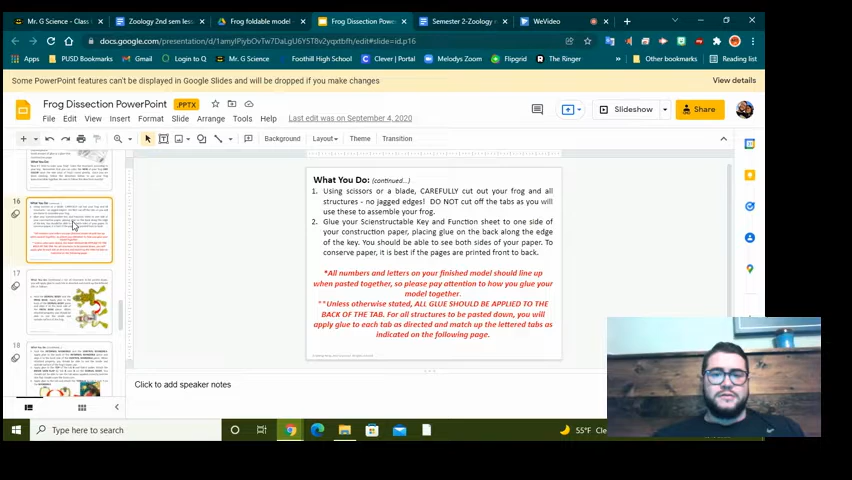 Mr. G Science - Class
Zoology 2nd sem less
Frog foldable model -
Frog Dissection PowerPoint
Semester 2-Zoology
WeVideo
docs.google.com/presentation/d/1amylPiybOvTw7DaLgU6Y5T8v2yqxtbfh/edit#slide=id.p16
Apps
PUSD Bookmarks
Gmail
Login to Q
Mr. G Science
Foothill High School
Clever | Portal
Melodys Zoom
Flipgrid
The Ringer
Other bookmarks
Reading list
Some PowerPoint features can't be displayed in Google Slides and will be dropped if you make changes
View details
Frog Dissection PowerPoint .PPTX
File Edit View Insert Format Slide Arrange Tools Help Last edit was on September 4, 2020
Slideshow
Share
Background Layout Theme Transition
16
17
18
What You Do: (continued...)
1. Using scissors or a blade, CAREFULLY cut out your frog and all
structures - no jagged edges! DO NOT cut off the tabs as you will
use these to assemble your frog.
2. Glue your Scienstructable Key and Function sheet to one side of
your construction paper, placing glue on the back along the edge
of the key. You should be able to see both sides of your paper. To
conserve paper, it is best if the pages are printed front to back.
*All numbers and letters on your finished model should line up
when pasted together, so please pay attention to how you glue your
model together.
**Unless otherwise stated, ALL GLUE SHOULD BE APPLIED TO THE
BACK OF THE TAB. For all structures to be pasted down, you will
apply glue to each tab as directed and match up the lettered tabs as
indicated on the following page.
Click to add speaker notes
Type here to search
55°F